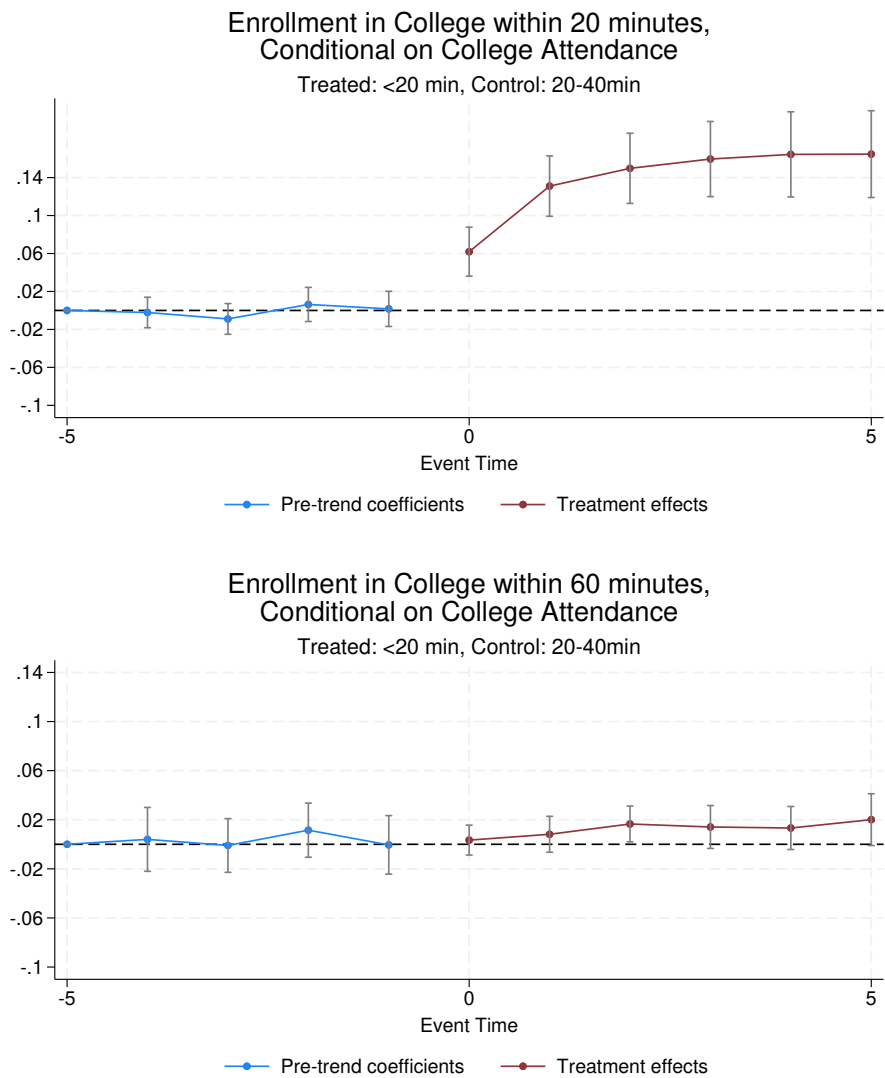 Enrollment in College within 20 minutes,
Conditional on College Attendance
Treated: <20 min, Control: 20-40min
.14
.1
.06
.02
-.02
-.06
-.1
-5 0 5
Event Time
Pre-trend coefficients Treatment effects
Enrollment in College within 60 minutes,
Conditional on College Attendance
Treated: <20 min, Control: 20-40min
.14
.1
.06
.02
-.02
-.06
-.1
-5 0 5
Event Time
Pre-trend coefficients Treatment effects